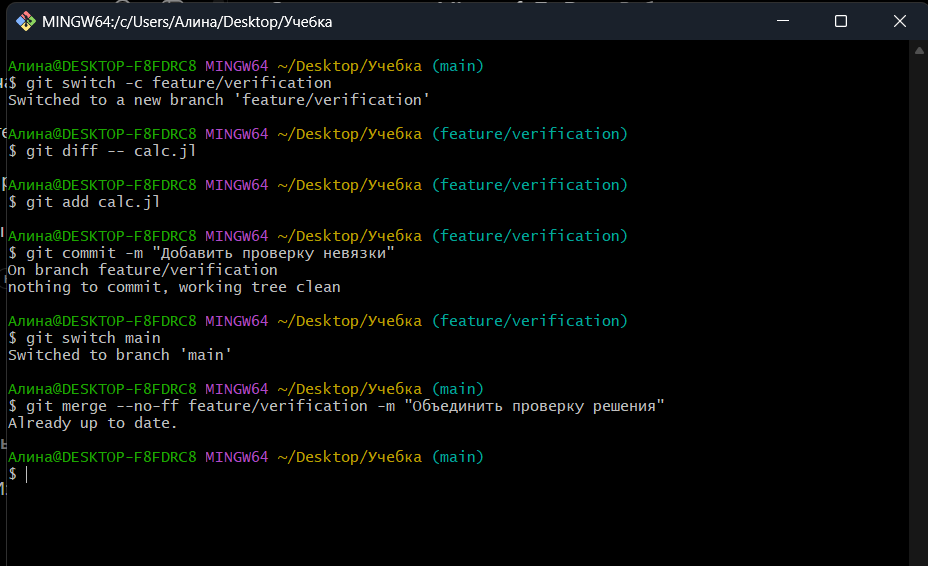 MINGW64:/c/Users/Алина/Desktop/Учебка
Алина@DESKTOP-F8FDRC8 MINGW64 ~/Desktop/Учебка (main)
$ git switch -c feature/verification
Switched to a new branch 'feature/verification'
Алина@DESKTOP-F8FDRC8 MINGW64 ~/Desktop/Учебка (feature/verification)
$ git diff -- calc.jl
Алина@DESKTOP-F8FDRC8 MINGW64 ~/Desktop/Учебка (feature/verification)
$ git add calc.jl
Алина@DESKTOP-F8FDRC8 MINGW64 ~/Desktop/Учебка (feature/verification)
$ git commit -m "Добавить проверку невязки"
On branch feature/verification
nothing to commit, working tree clean
Алина@DESKTOP-F8FDRC8 MINGW64 ~/Desktop/Учебка (feature/verification)
$ git switch main
Switched to branch 'main'
Алина@DESKTOP-F8FDRC8 MINGW64 ~/Desktop/Учебка (main)
$ git merge --no-ff feature/verification -m "Объединить проверку решения"
Already up to date.
Алина@DESKTOP-F8FDRC8 MINGW64 ~/Desktop/Учебка (main)
$